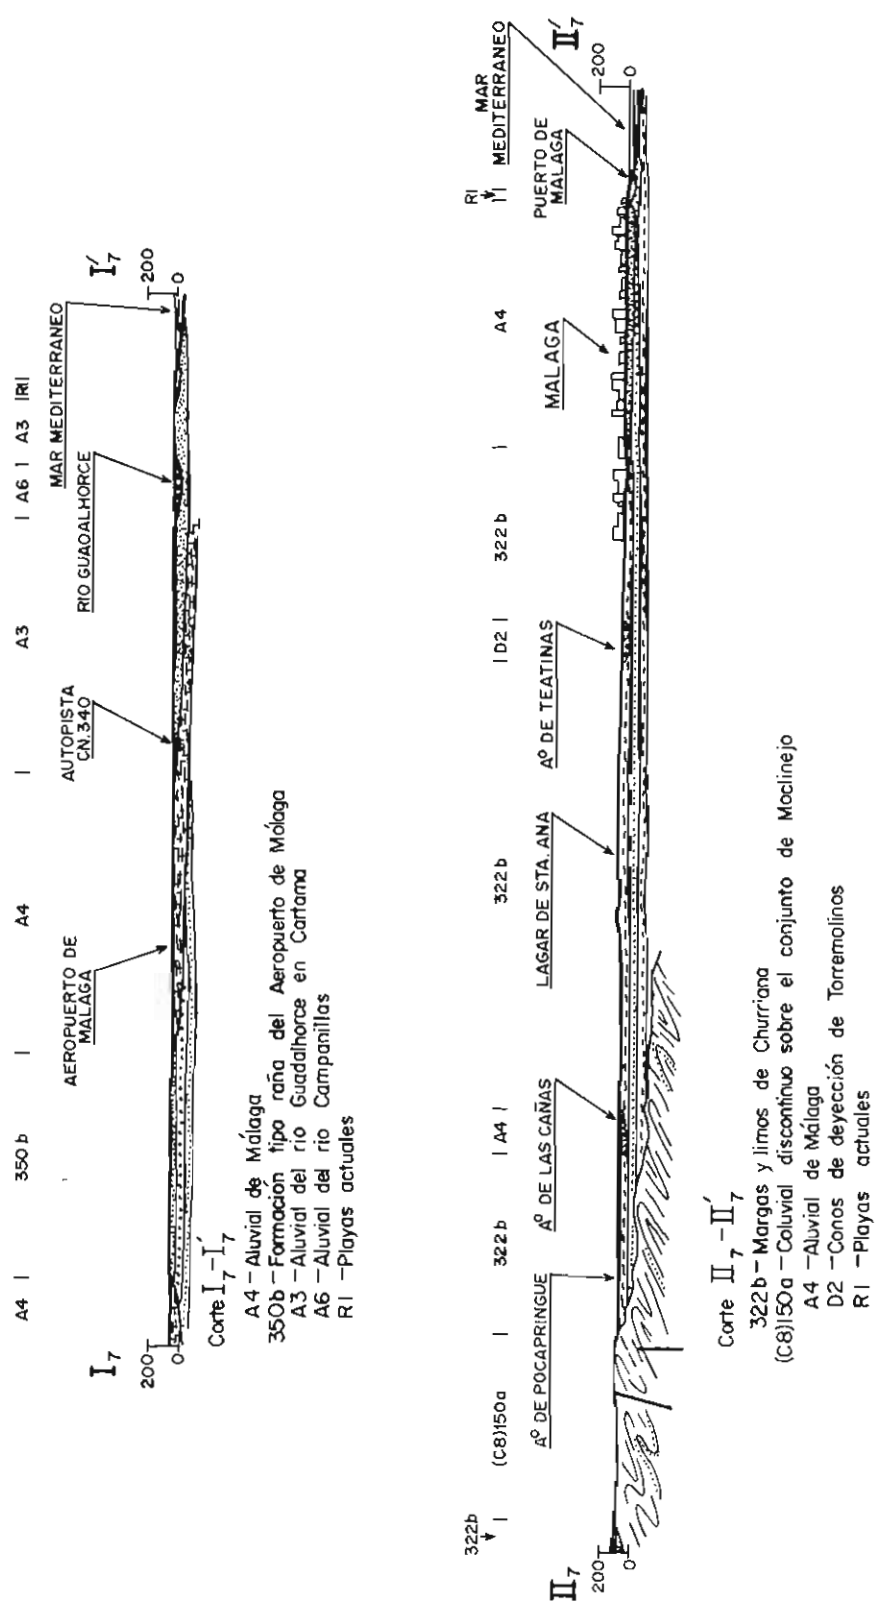 I₇
I´₇
A4 | 350b | A4 | A3 | A6 | A3 |RI|
AEROPUERTO DE
MALAGA
AUTOPISTA
CN.340
RIO GUAOALHORCE
MAR MEDITERRANEO
200
0
200
0
Corte I₇-I´₇
A4 - Aluvial de Málaga
350b - Formación tipo raña del Aeropuerto de Málaga
A3 - Aluvial del río Guadalhorce en Cartama
A6 - Aluvial del río Campanillas
RI - Playas actuales
II₇
II´₇
322b | (C8)150a | 322b | A4 | 322b | D2 | 322b | A4 | RI |
Aº DE POCAPRINGUE
Aº DE LAS CAÑAS
LAGAR DE STA. ANA
Aº DE TEATINAS
MALAGA
PUERTO DE
MALAGA
MAR
MEDITERRANEO
200
0
200
0
Corte II₇-II´₇
322b - Margas y limos de Churriana
(C8)150a - Coluvial discontinuo sobre el conjunto de Moclinejo
A4 - Aluvial de Málaga
D2 - Conos de deyección de Torremolinos
RI - Playas actuales